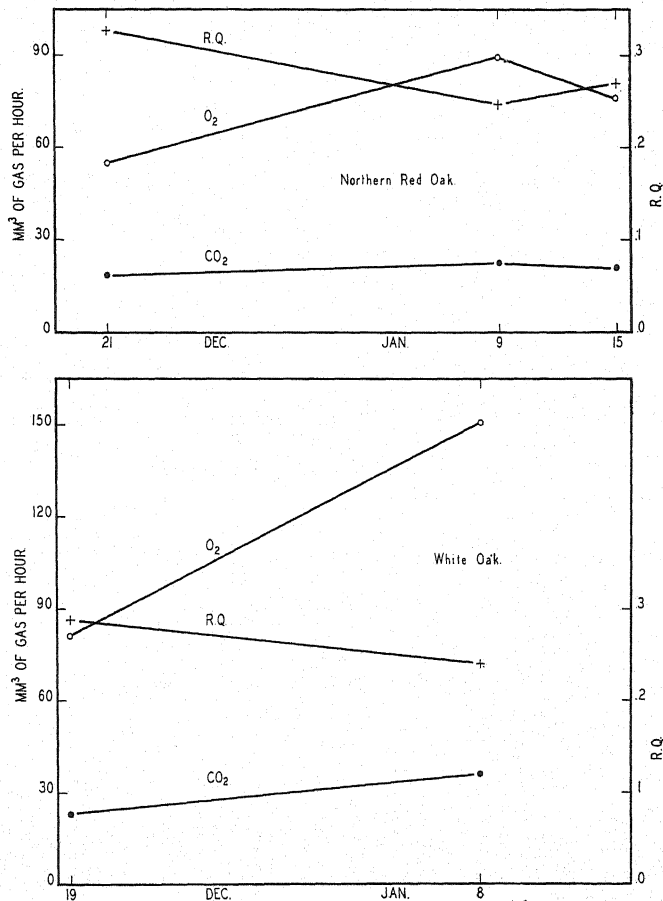 90
60
30
0
MM³ OF GAS PER HOUR.
R.Q.
O₂
CO₂
Northern Red Oak.
.3
.2
.1
R.Q.
21
DEC.
JAN.
9
15
150
120
90
60
30
0
MM³ OF GAS PER HOUR.
O₂
R.Q.
CO₂
White Oak.
.3
.2
.1
.0
R.Q.
19
DEC.
JAN.
8